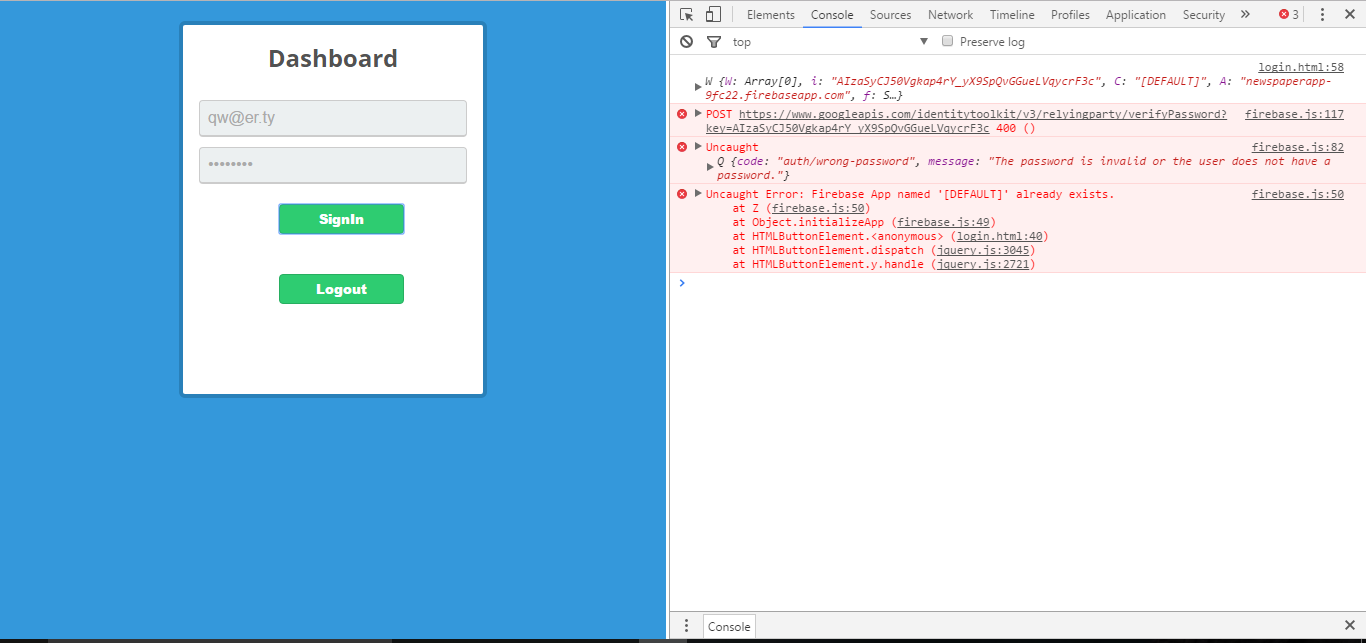 Dashboard
qw@er.ty
••••••••
SignIn
Logout
Elements Console Sources Network Timeline Profiles Application Security » 3
top Preserve log
login.html:58
W {W: Array[0], i: "AIzaSyCJ50Vgkap4rY_yX9SpQvGGueLVqycrF3c", C: "[DEFAULT]", A: "newspaperapp-
9fc22.firebaseapp.com", f: S…}
POST https://www.googleapis.com/identitytoolkit/v3/relyingparty/verifyPassword? firebase.js:117
key=AIzaSyCJ50Vgkap4rY_yX9SpQvGGueLVqycrF3c 400 ()
Uncaught firebase.js:82
Q {code: "auth/wrong-password", message: "The password is invalid or the user does not have a
password."}
Uncaught Error: Firebase App named '[DEFAULT]' already exists. firebase.js:50
at Z (firebase.js:50)
at Object.initializeApp (firebase.js:49)
at HTMLButtonElement.<anonymous> (login.html:40)
at HTMLButtonElement.dispatch (jquery.js:3045)
at HTMLButtonElement.y.handle (jquery.js:2721)
Console